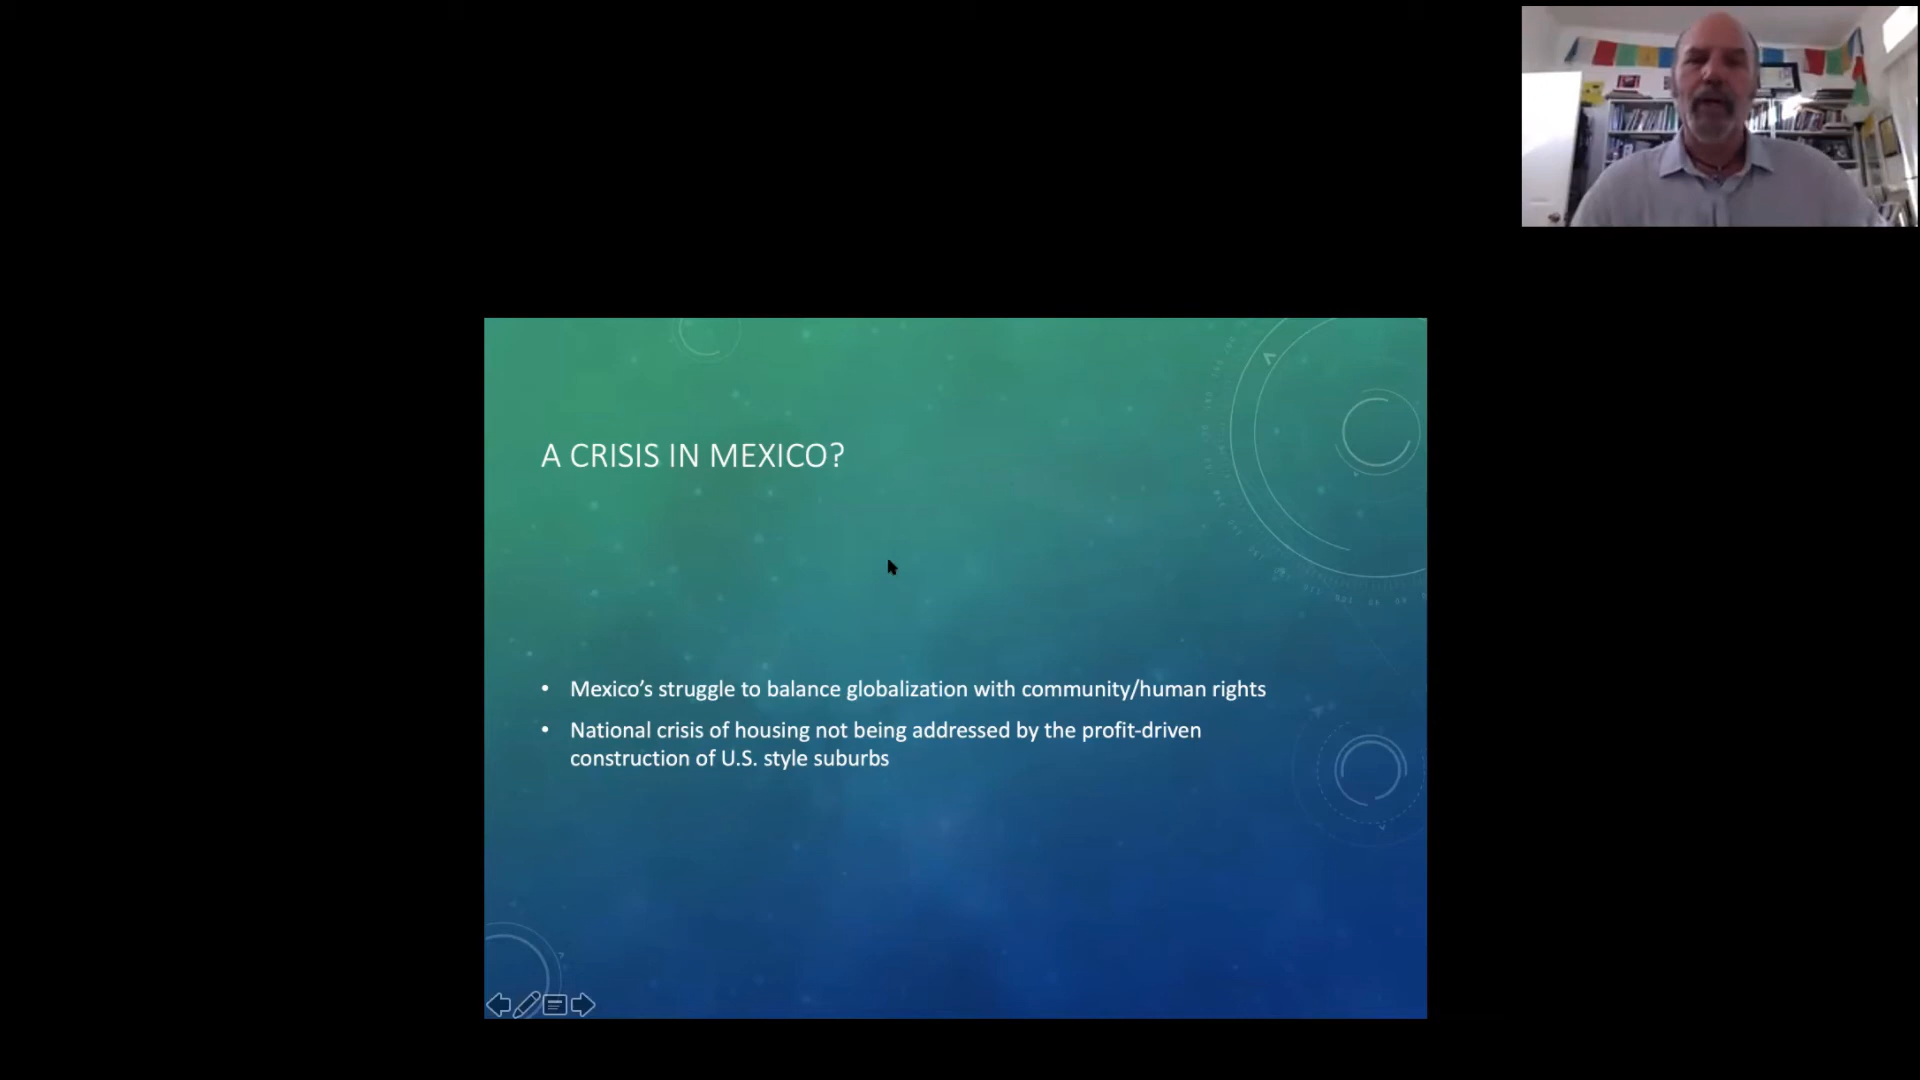 A CRISIS IN MEXICO?
• Mexico’s struggle to balance globalization with community/human rights
• National crisis of housing not being addressed by the profit-driven
construction of U.S. style suburbs